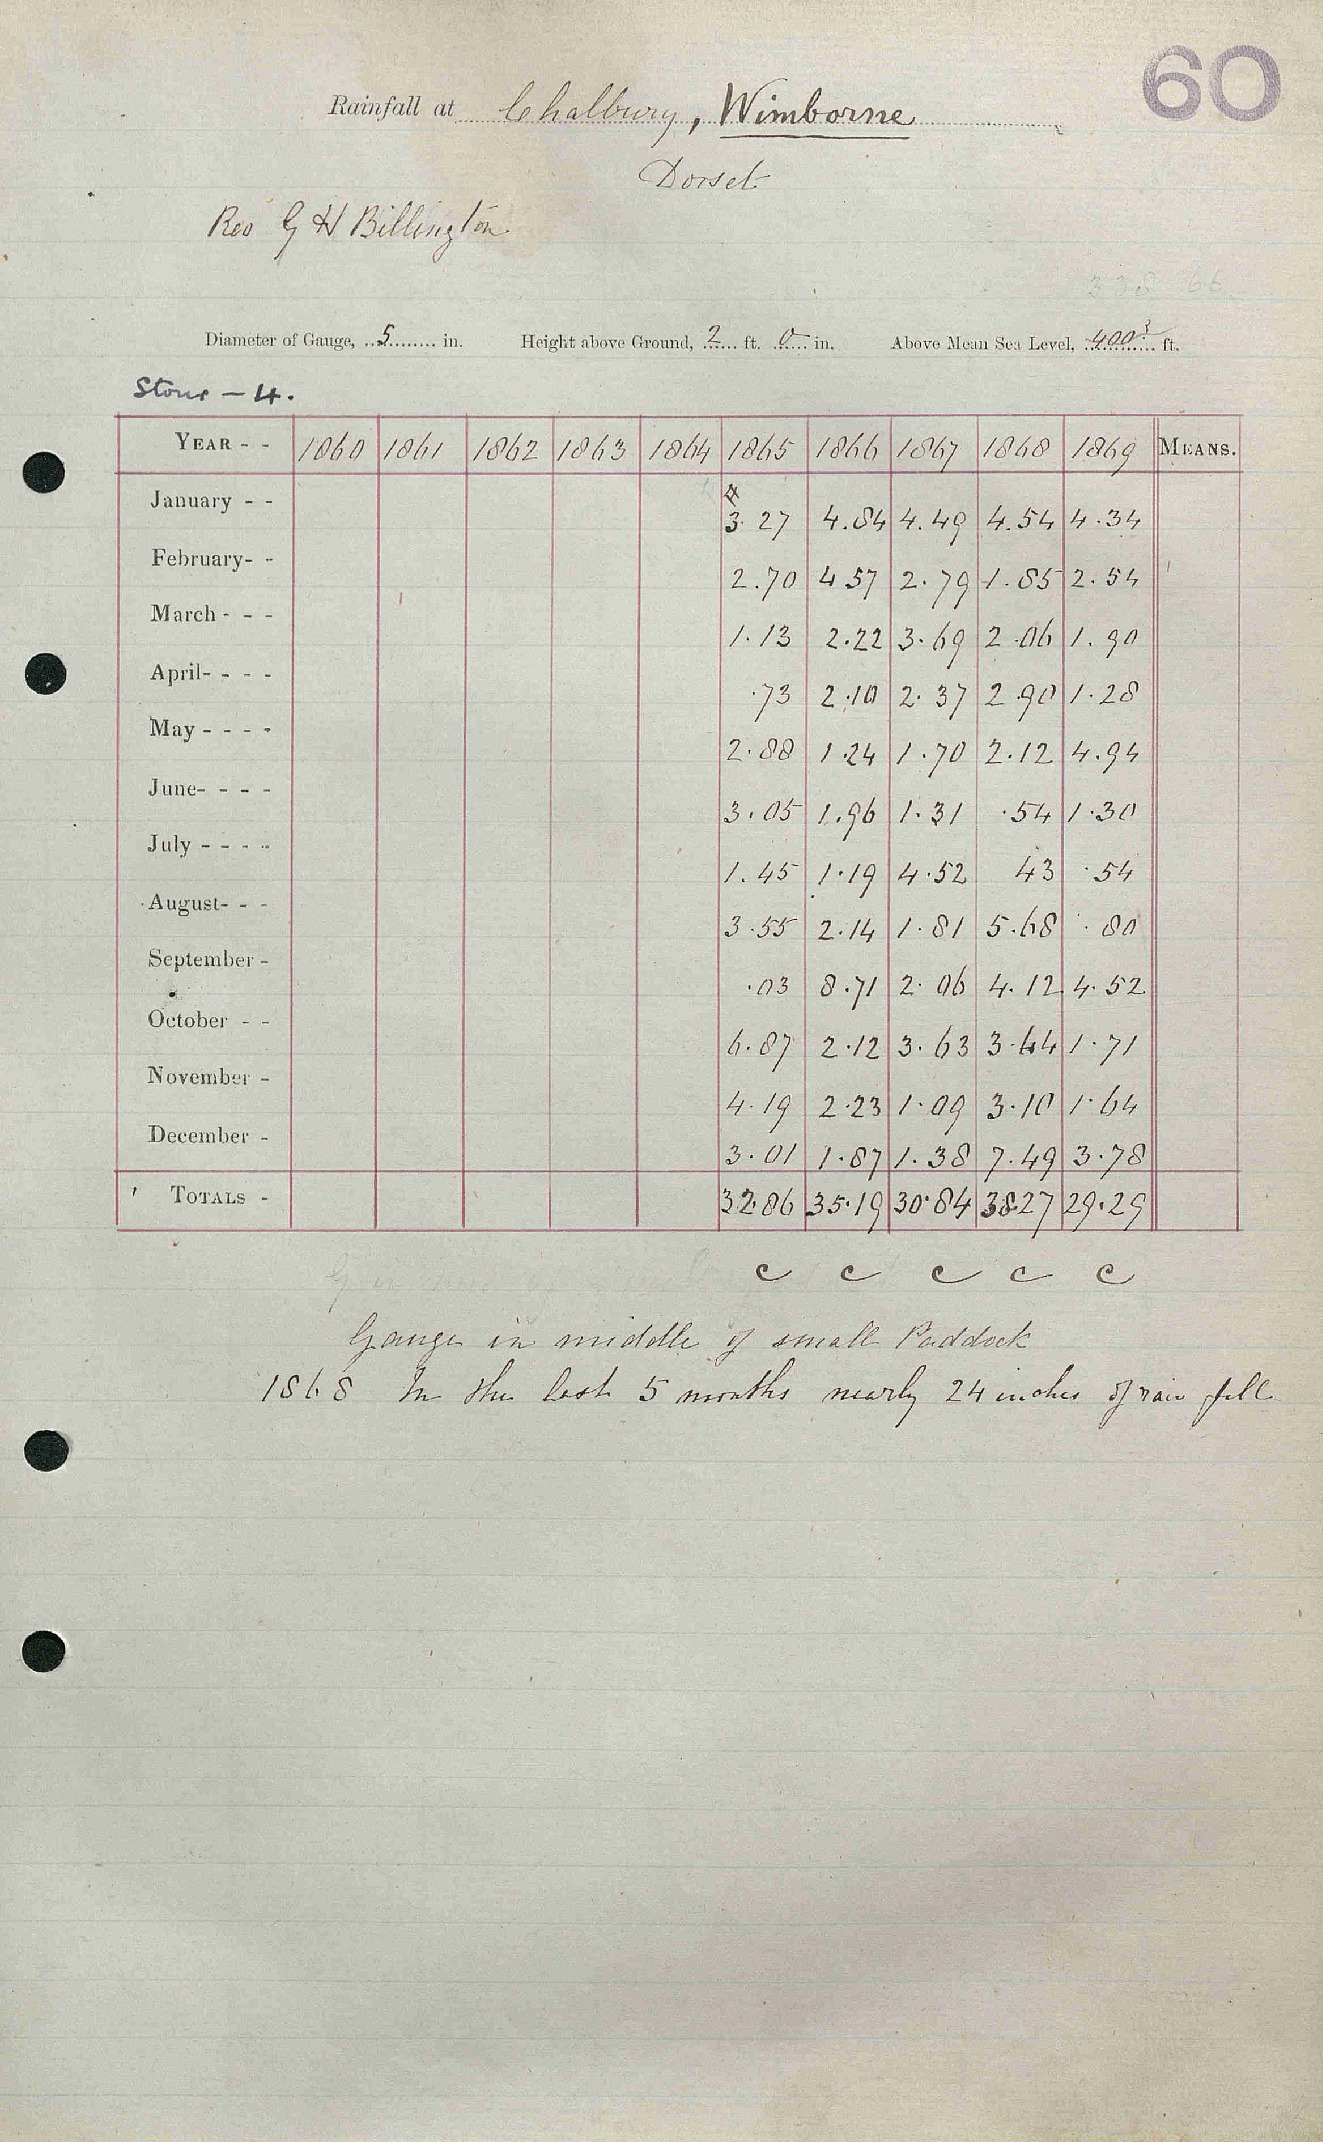 60
Rainfall at Chalbury, Wimborne
Dorset
Rev G H Billington
338 66
Diameter of Gauge, 5 in. Height above Ground, 2 ft. 0 in. Above Mean Sea Level, 400 ft.
Stour - 4.
YEAR - - 1860 1861 1862 1863 1864 1865 1866 1867 1868 1869 MEANS.
January - - 3.27 4.84 4.49 4.54 4.34
February- - 2.70 4 57 2.79 1.85 2.54
March - - - 1.13 2.22 3.69 2.06 1.90
April- - - - .73 2.10 2.37 2.90 1.28
May - - - - 2.88 1.24 1.70 2.12 4.94
June- - - - 3.05 1.96 1.31 .54 1.30
July - - - - 1.45 1.19 4.52 43 .54
August- - - 3.55 2.14 1.81 5.68 .80
September - .03 8.71 2.06 4.12 4.52
October - - 6.87 2.12 3.63 3.44 1.71
November - 4.19 2.23 1.09 3.10 1.64
December - 3.01 1.87 1.38 7.49 3.78
TOTALS - 32.86 35.19 30.84 38.27 29.29
c c c c c
Gauge in middle of small Paddock
1868 In the last 5 months nearly 24 inches of rain fell